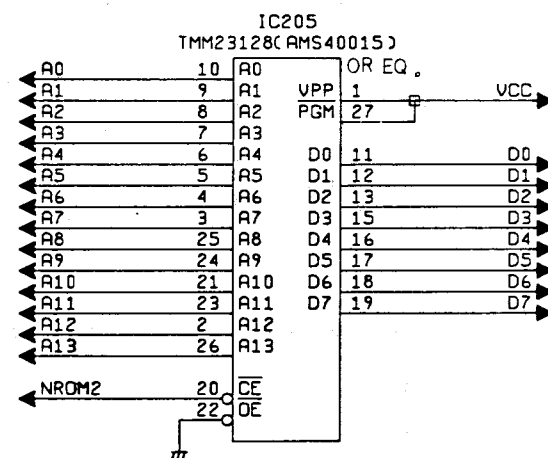 IC205
TMM23128(AMS40015)
OR EQ.
A0 10 A0
A1 9 A1 VPP 1 VCC
A2 8 A2 PGM 27
A3 7 A3
A4 6 A4 D0 11 D0
A5 5 A5 D1 12 D1
A6 4 A6 D2 13 D2
A7 3 A7 D3 15 D3
A8 25 A8 D4 16 D4
A9 24 A9 D5 17 D5
A10 21 A10 D6 18 D6
A11 23 A11 D7 19 D7
A12 2 A12
A13 26 A13
NROM2 20 CE
22 OE